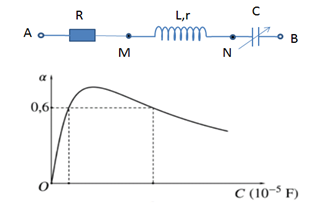 R L,r C
A M N B
α
0,6
O C (10⁻⁵ F)